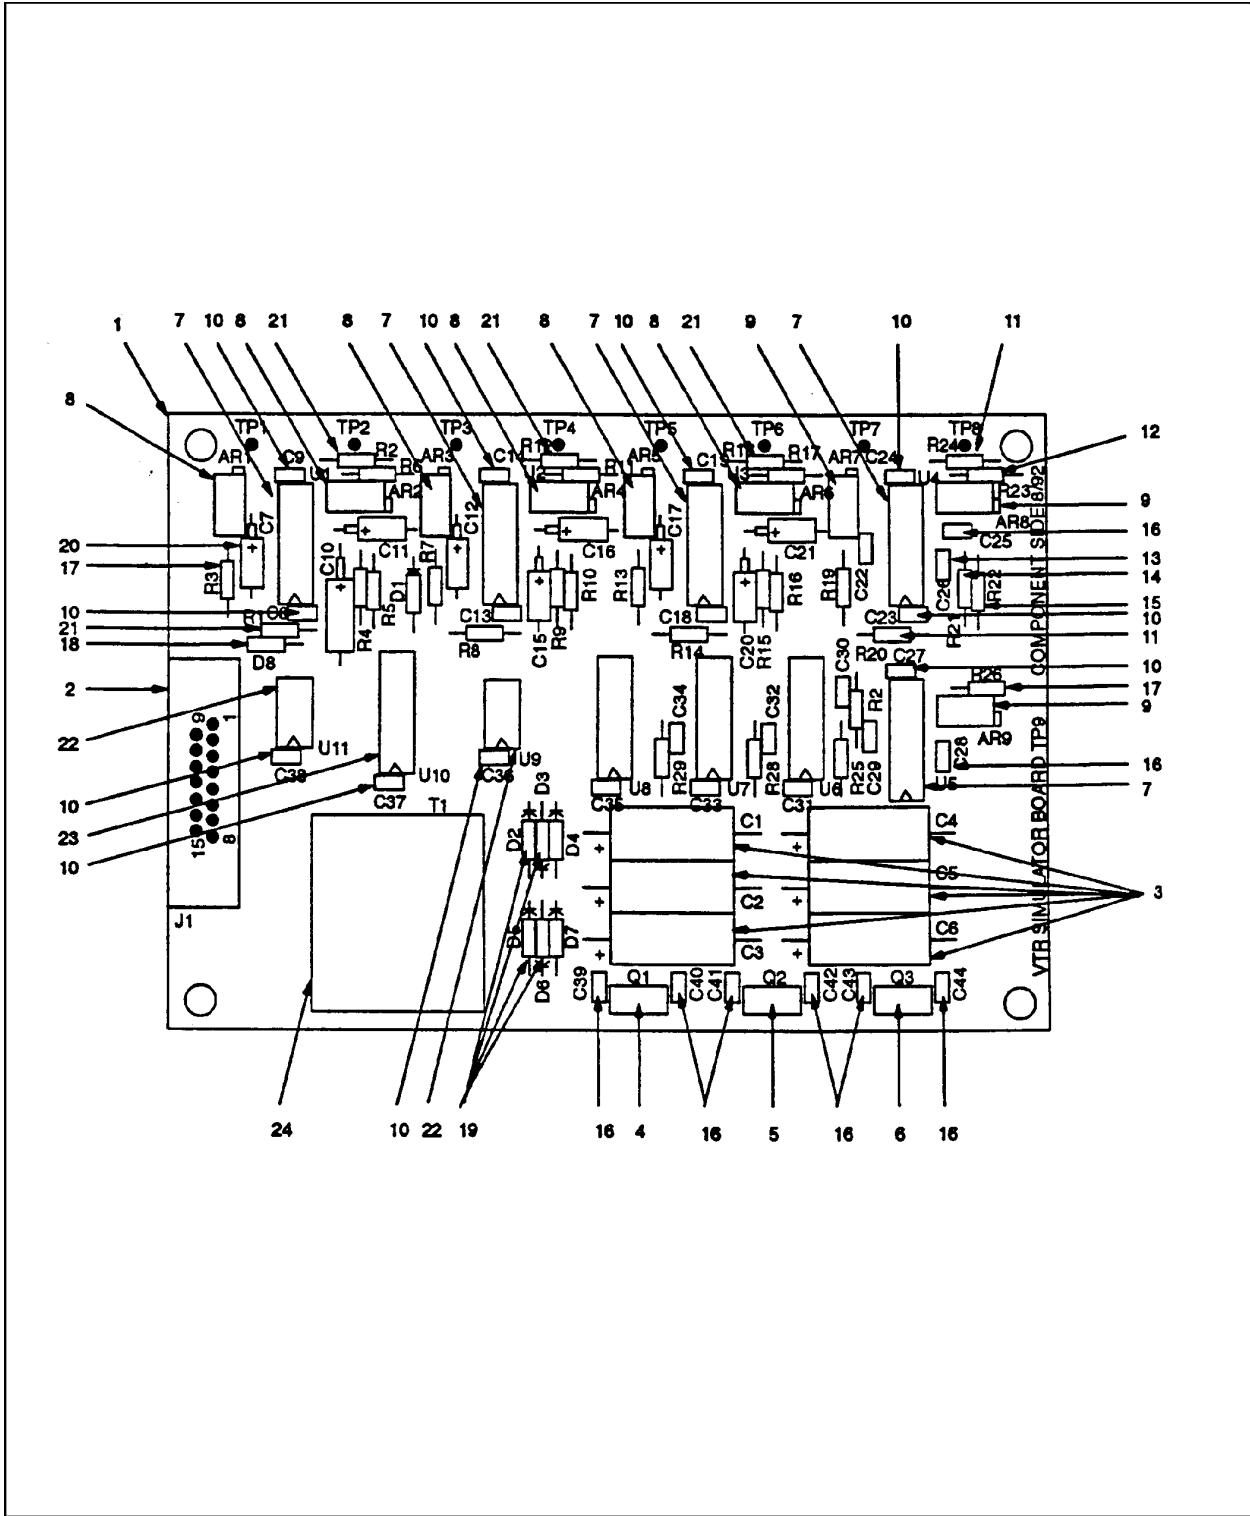 1 7 10 8 21 8 7 10 8 21 8 7 10 8 21 9 7 10 11
8
12
9
16
13
14
15
10
11
10
17
9
16
7
3
20
17
10
21
18
2
22
10
23
10
24 10 22 19 16 4 16 5 16 6 16
TP1 TP2 TP3 TP4 TP5 TP6 TP7 TP8
AR1 C9 R2 R6 AR3 AR5 C19 R17 AR7 C24 R24
AR2 AR4 AR6 R23
AR8
C7 C11 C12 C16 C17 C21 C22 C25
R3 C10 R4 R5 D1 R7 R10 R13 R16 R19 C26 R22
D8 R8 C13 C15 R9 C18 R14 C20 R15 R20 C23 R21
C27
C30
R2
R26
AR9
C28
U11 U10 U9 U8 U7 U6 U5
C38 C37 C36 C35 C33 C31
C34 R29 C32 R28 R25 C29
9 1
15 8
J1
T1
D2 D3 D4
D5 D6 D7
C1 C4
C2 C5
C3 C6
+ + + + + +
C39 Q1 C40 C41 Q2 C42 C43 Q3 C44
VTR SIMULATOR BOARD TP9 COMPONENT SIDE 8/92